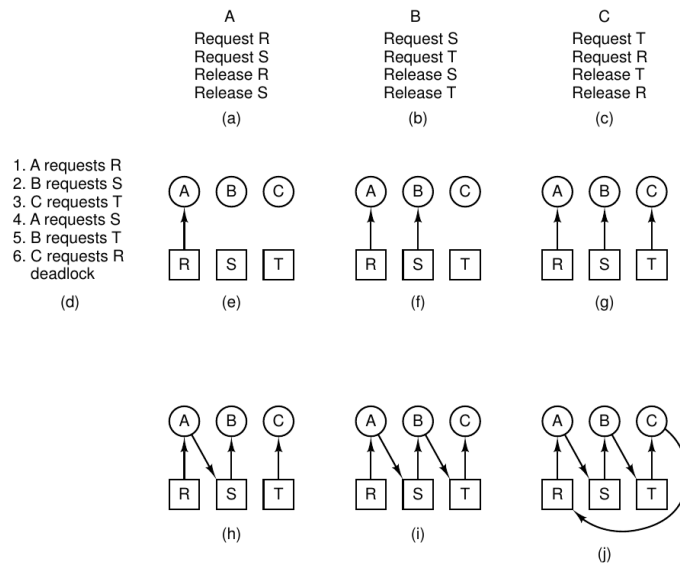 A B C
Request R Request S Request T
Request S Request T Request R
Release R Release S Release T
Release S Release T Release R
(a) (b) (c)
1. A requests R
2. B requests S
3. C requests T
4. A requests S
5. B requests T
6. C requests R
deadlock
(d)
A B C
R S T
(e)
A B C
R S T
(f)
A B C
R S T
(g)
A B C
R S T
(h)
A B C
R S T
(i)
A B C
R S T
(j)